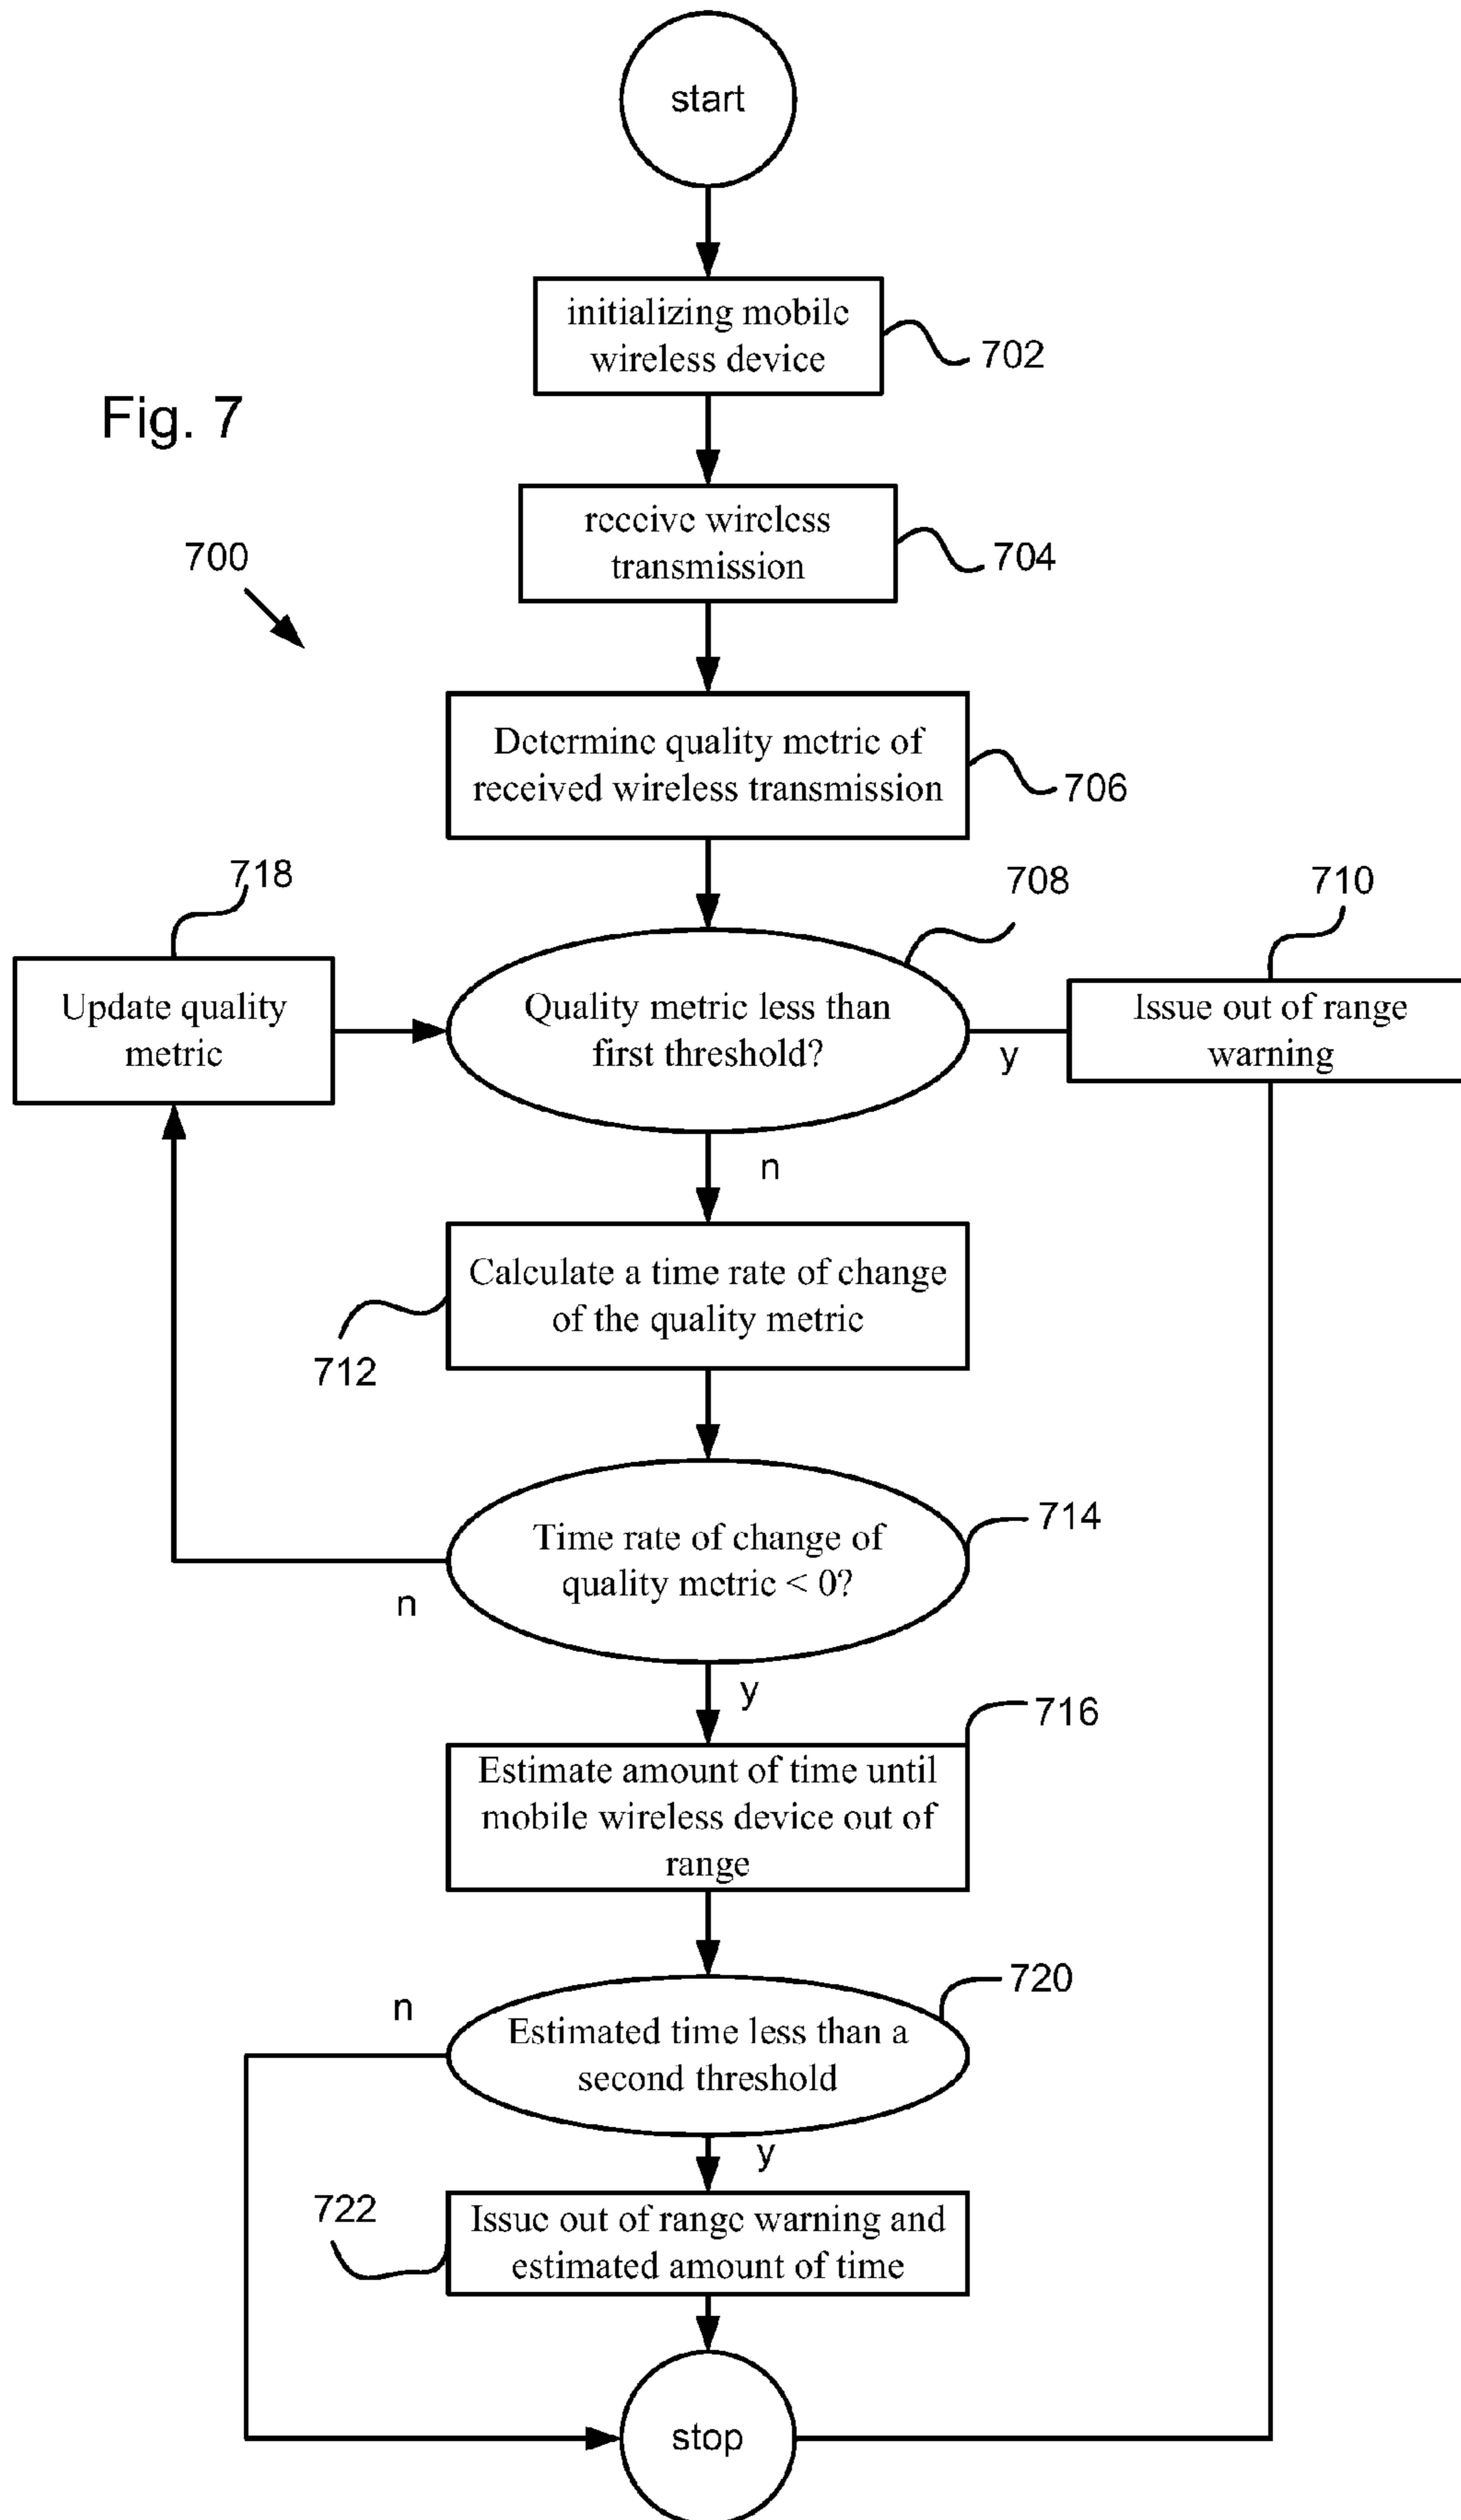 start
initializing mobile
wireless device
702
Fig. 7
receive wireless
transmission
704
700
Determine quality metric of
received wireless transmission
706
718
708
710
Update quality
metric
Quality metric less than
first threshold?
y
Issue out of range
warning
n
Calculate a time rate of change
of the quality metric
712
Time rate of change of
quality metric < 0?
714
n
y
716
Estimate amount of time until
mobile wireless device out of
range
720
n
Estimated time less than a
second threshold
y
722
Issue out of range warning and
estimated amount of time
stop